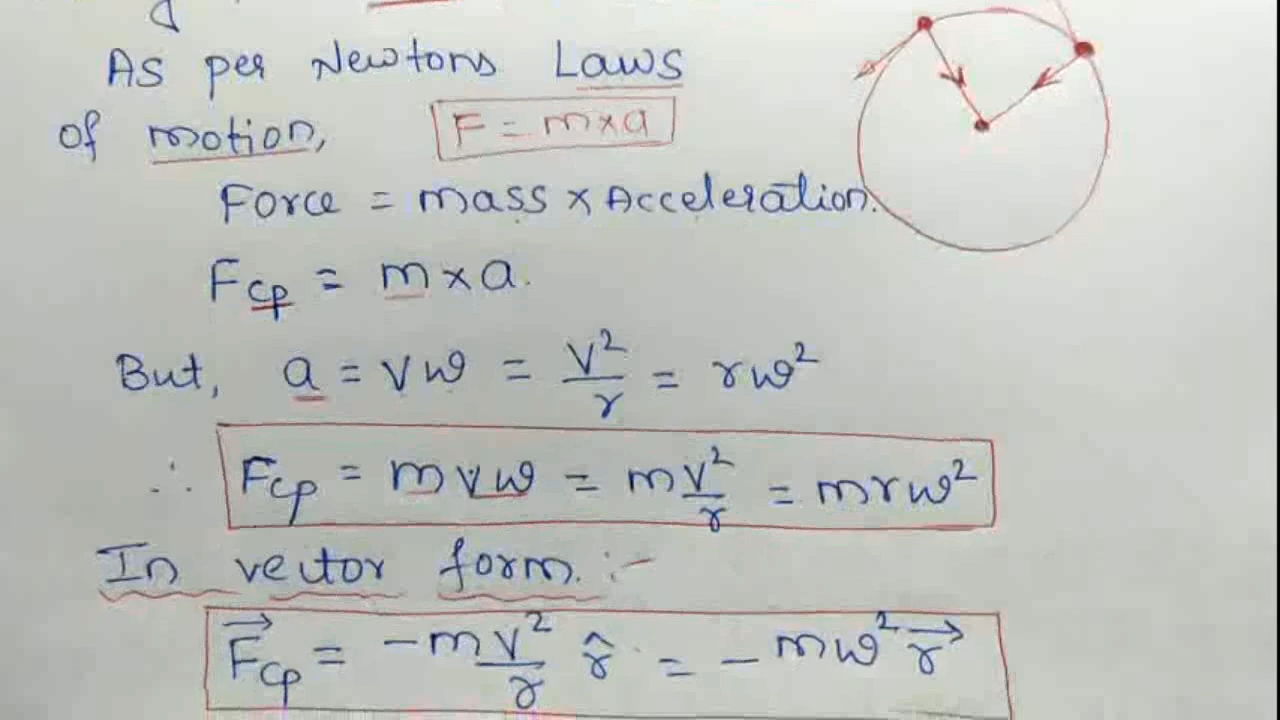 As per Newtons Laws
of motion, F = m×a
Force = mass × Acceleration.
Fcp = m × a.
But, a = vω = v²/r = rω²
∴ Fcp = mvω = mv²/r = mrω²
In vector form :-
F⃗cp = -mv²/r r̂ = -mω² r⃗